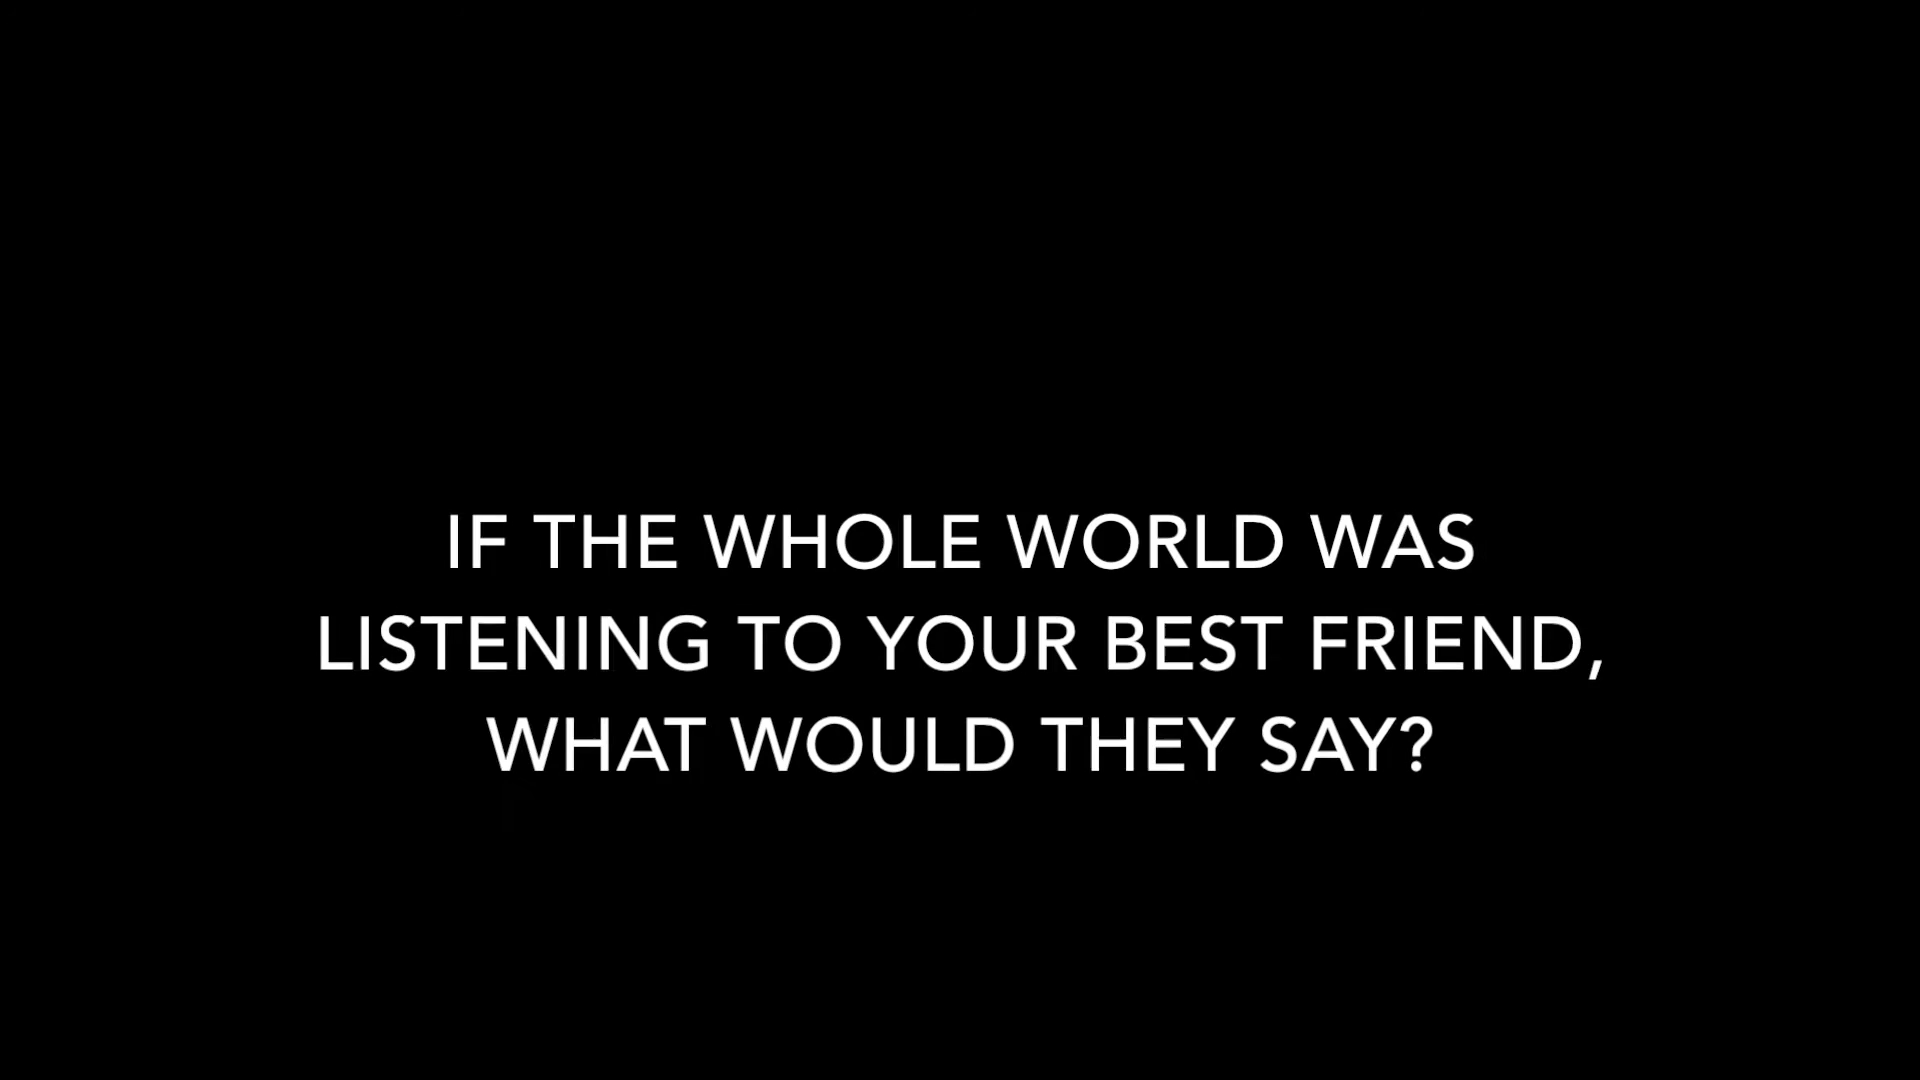 IF THE WHOLE WORLD WAS
LISTENING TO YOUR BEST FRIEND,
WHAT WOULD THEY SAY?